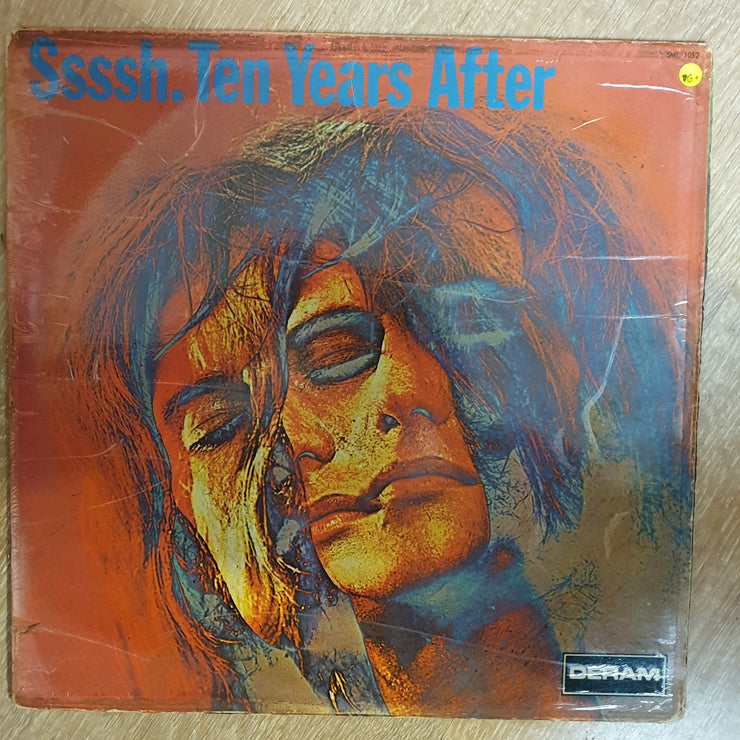 Ssssh. Ten Years After
SML 1052
VG+
DERAM